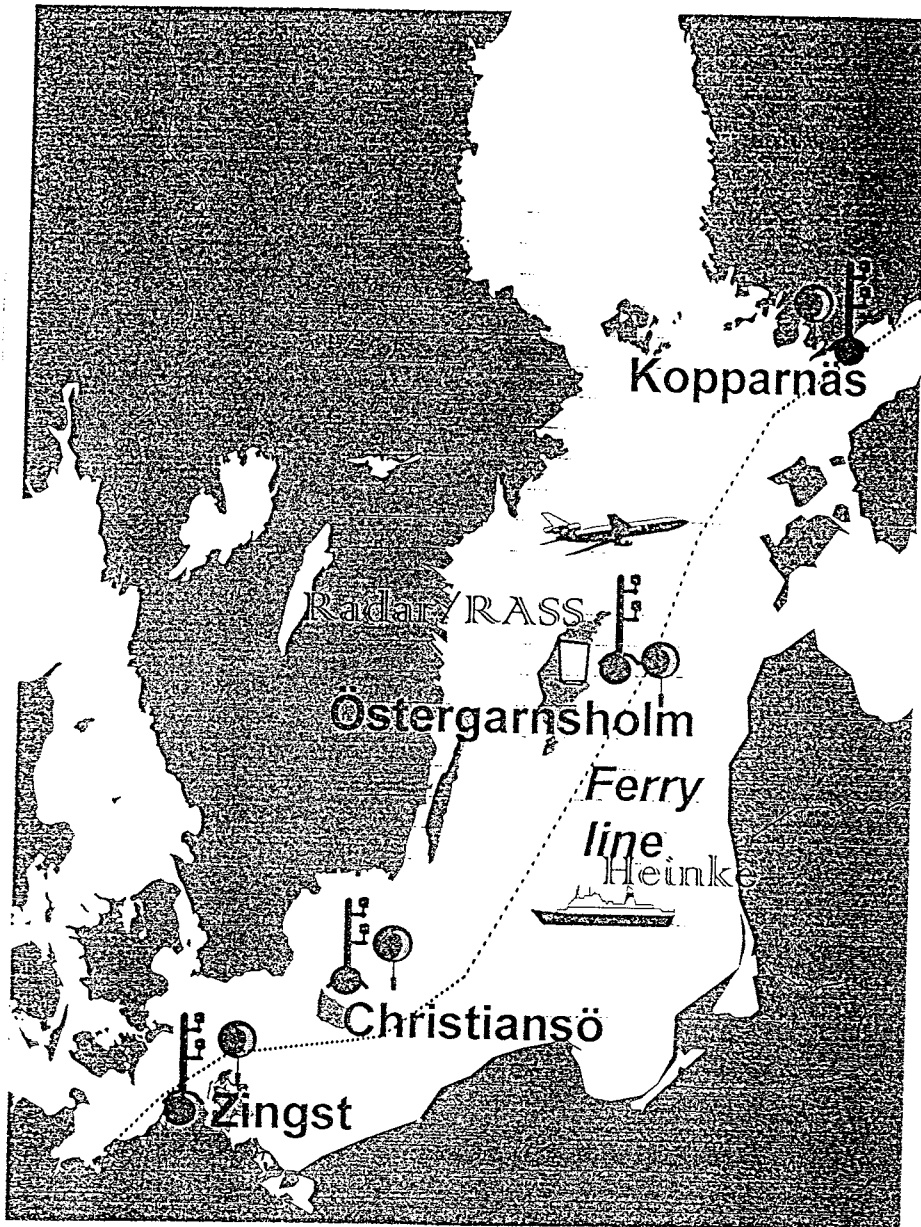 Kopparnäs
Radar/RASS
Östergarnsholm
Ferry
line
Heinke
Christiansö
Zingst